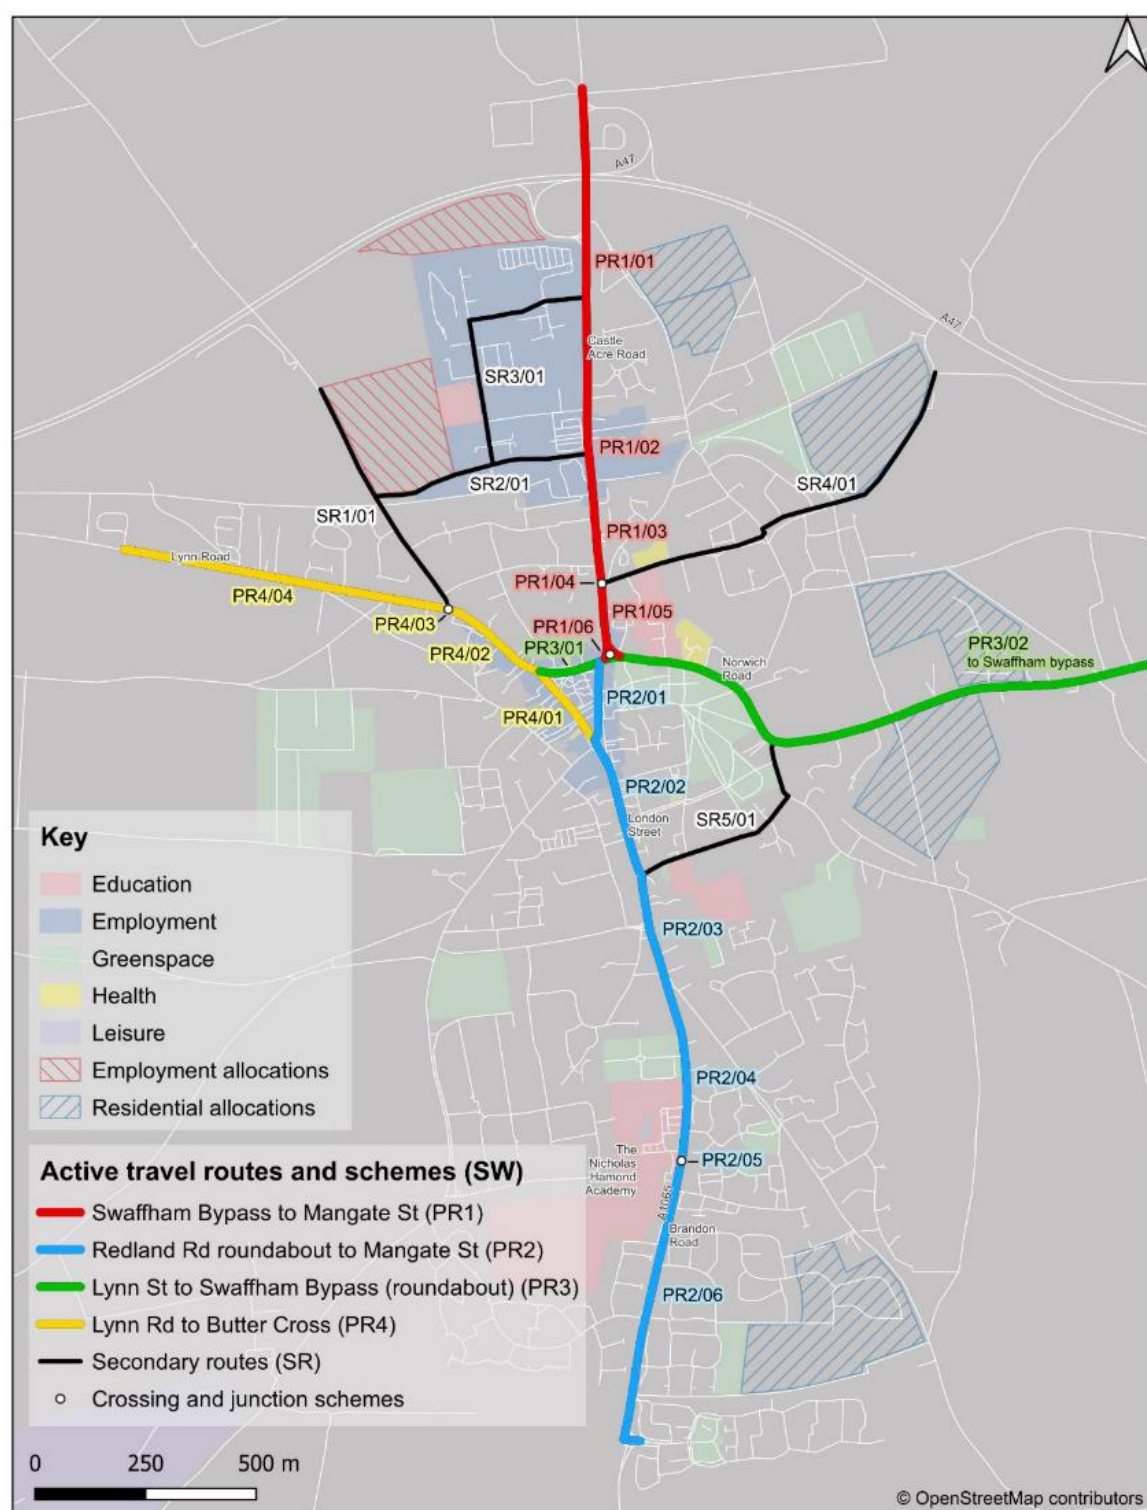 A47
PR1/01
A47
Castle
Acre Road
SR3/01
PR1/02
SR2/01
SR4/01
SR1/01
PR1/03
Lynn Road
PR1/04
PR4/04
PR1/05
PR4/03
PR1/06
PR3/01
PR4/02
PR3/02
to Swaffham bypass
Norwich
Road
PR2/01
PR4/01
PR2/02
London
Street
SR5/01
PR2/03
PR2/04
The
Nicholas
Hamond
Academy
PR2/05
A1065
Brandon
Road
PR2/06
Key
Education
Employment
Greenspace
Health
Leisure
Employment allocations
Residential allocations
Active travel routes and schemes (SW)
Swaffham Bypass to Mangate St (PR1)
Redland Rd roundabout to Mangate St (PR2)
Lynn St to Swaffham Bypass (roundabout) (PR3)
Lynn Rd to Butter Cross (PR4)
Secondary routes (SR)
Crossing and junction schemes
0 250 500 m
© OpenStreetMap contributors